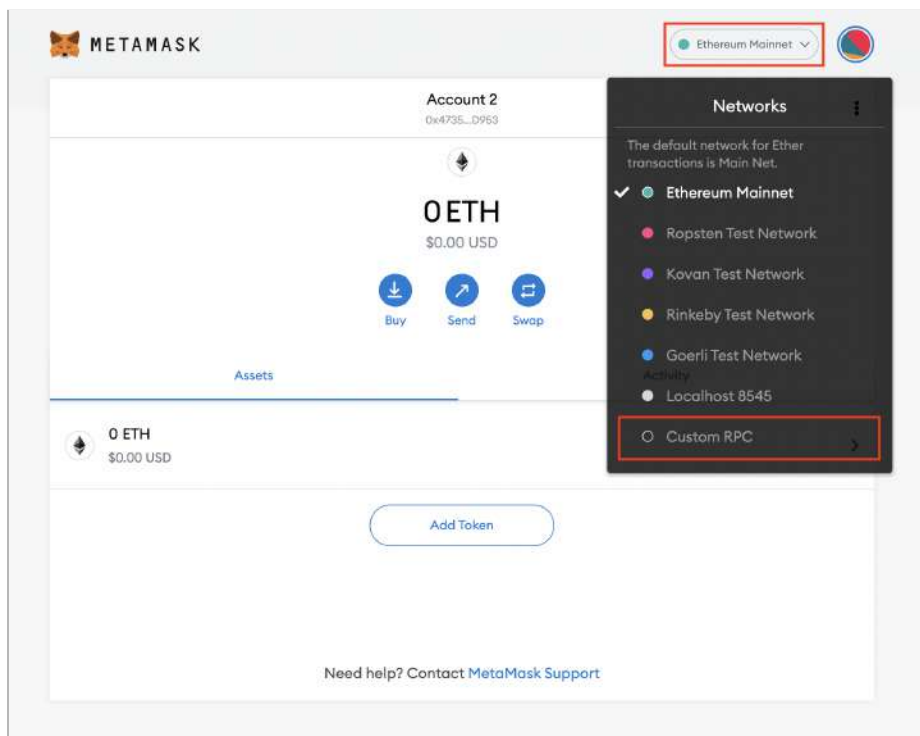 METAMASK
Ethereum Mainnet
Account 2
0x4735...D953
0 ETH
$0.00 USD
Buy
Send
Swap
Assets
Activity
0 ETH
$0.00 USD
Add Token
Need help? Contact MetaMask Support
Networks
The default network for Ether
transactions is Main Net.
Ethereum Mainnet
Ropsten Test Network
Kovan Test Network
Rinkeby Test Network
Goerli Test Network
Localhost 8545
Custom RPC